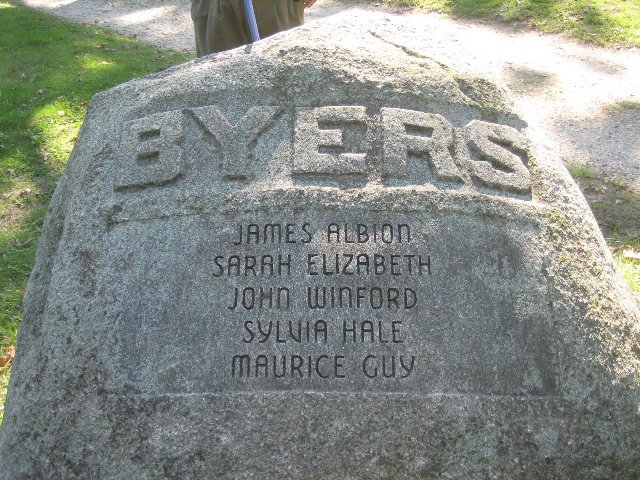 BYERS
JAMES ALBION
SARAH ELIZABETH
JOHN WINFORD
SYLVIA HALE
MAURICE GUY